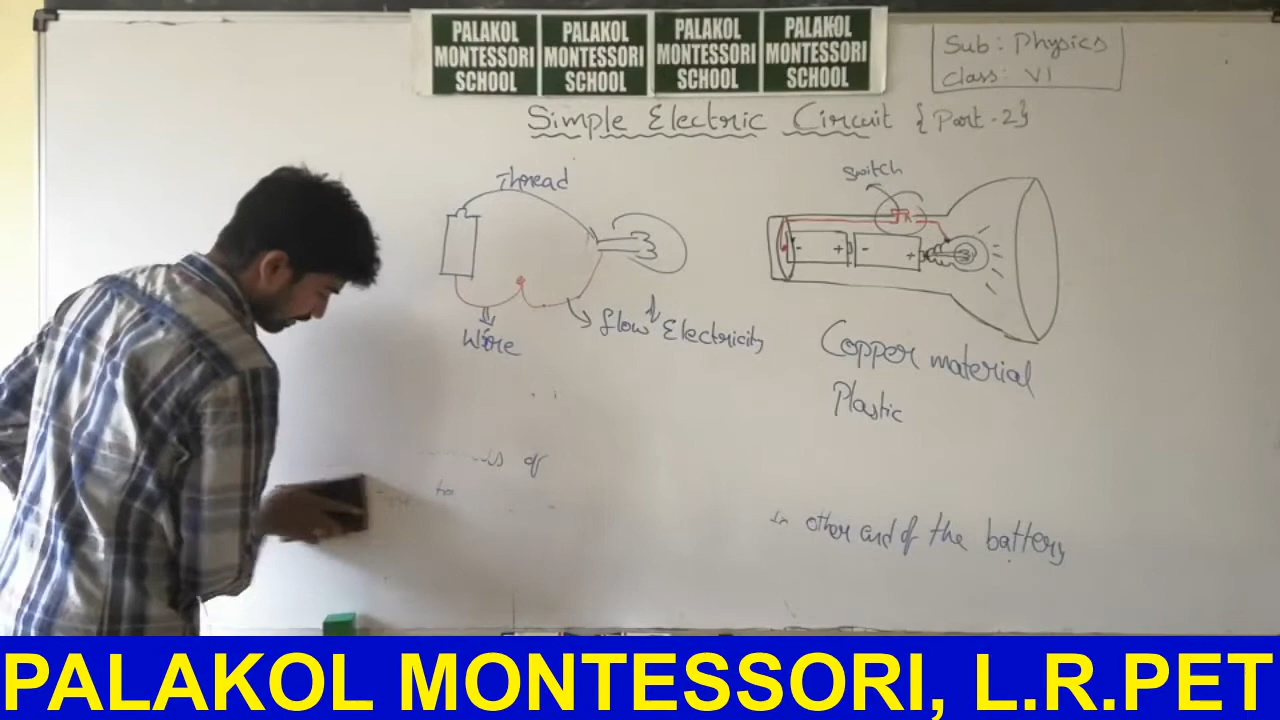 PALAKOL MONTESSORI SCHOOL
PALAKOL MONTESSORI SCHOOL
PALAKOL MONTESSORI SCHOOL
PALAKOL MONTESSORI SCHOOL
Sub: Physics
Class: VI
Simple Electric Circuit {Part-2}
Thread
Switch
- + - +
Wire
flow of Electricity
Copper material
Plastic
of
to
other end of the battery
PALAKOL MONTESSORI, L.R.PET